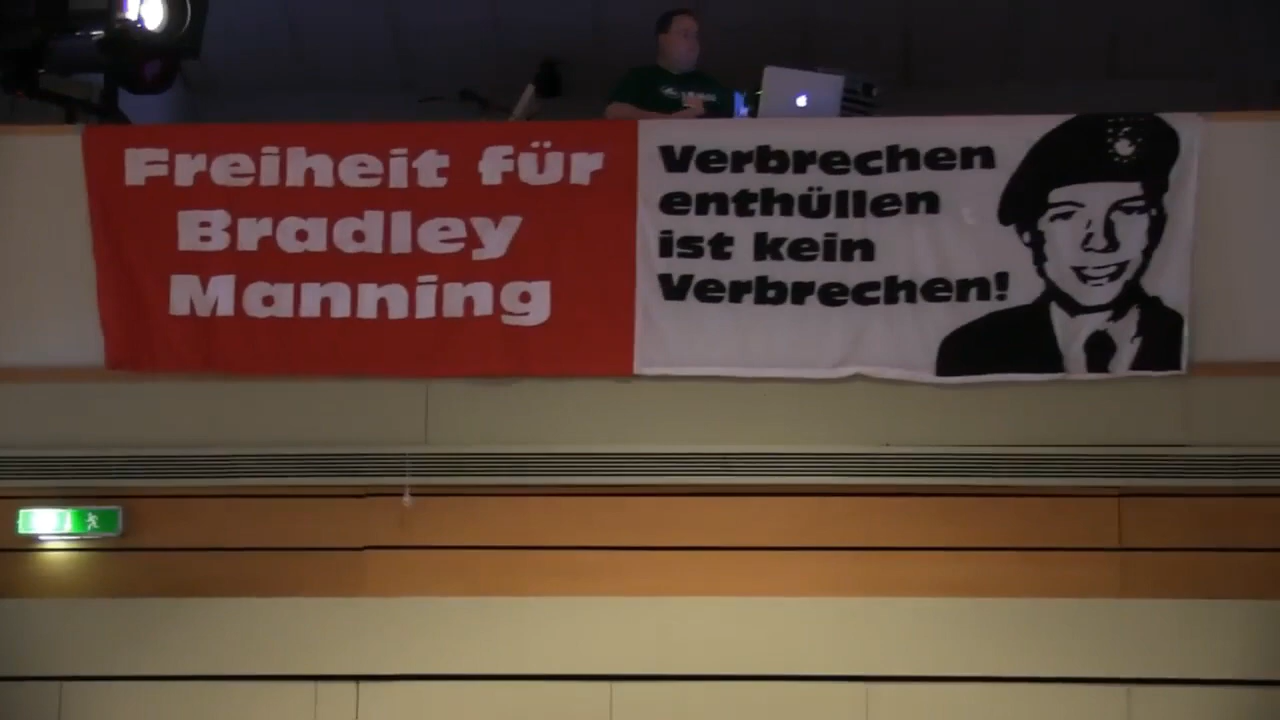 Freiheit für
Bradley
Manning
Verbrechen
enthüllen
ist kein
Verbrechen!